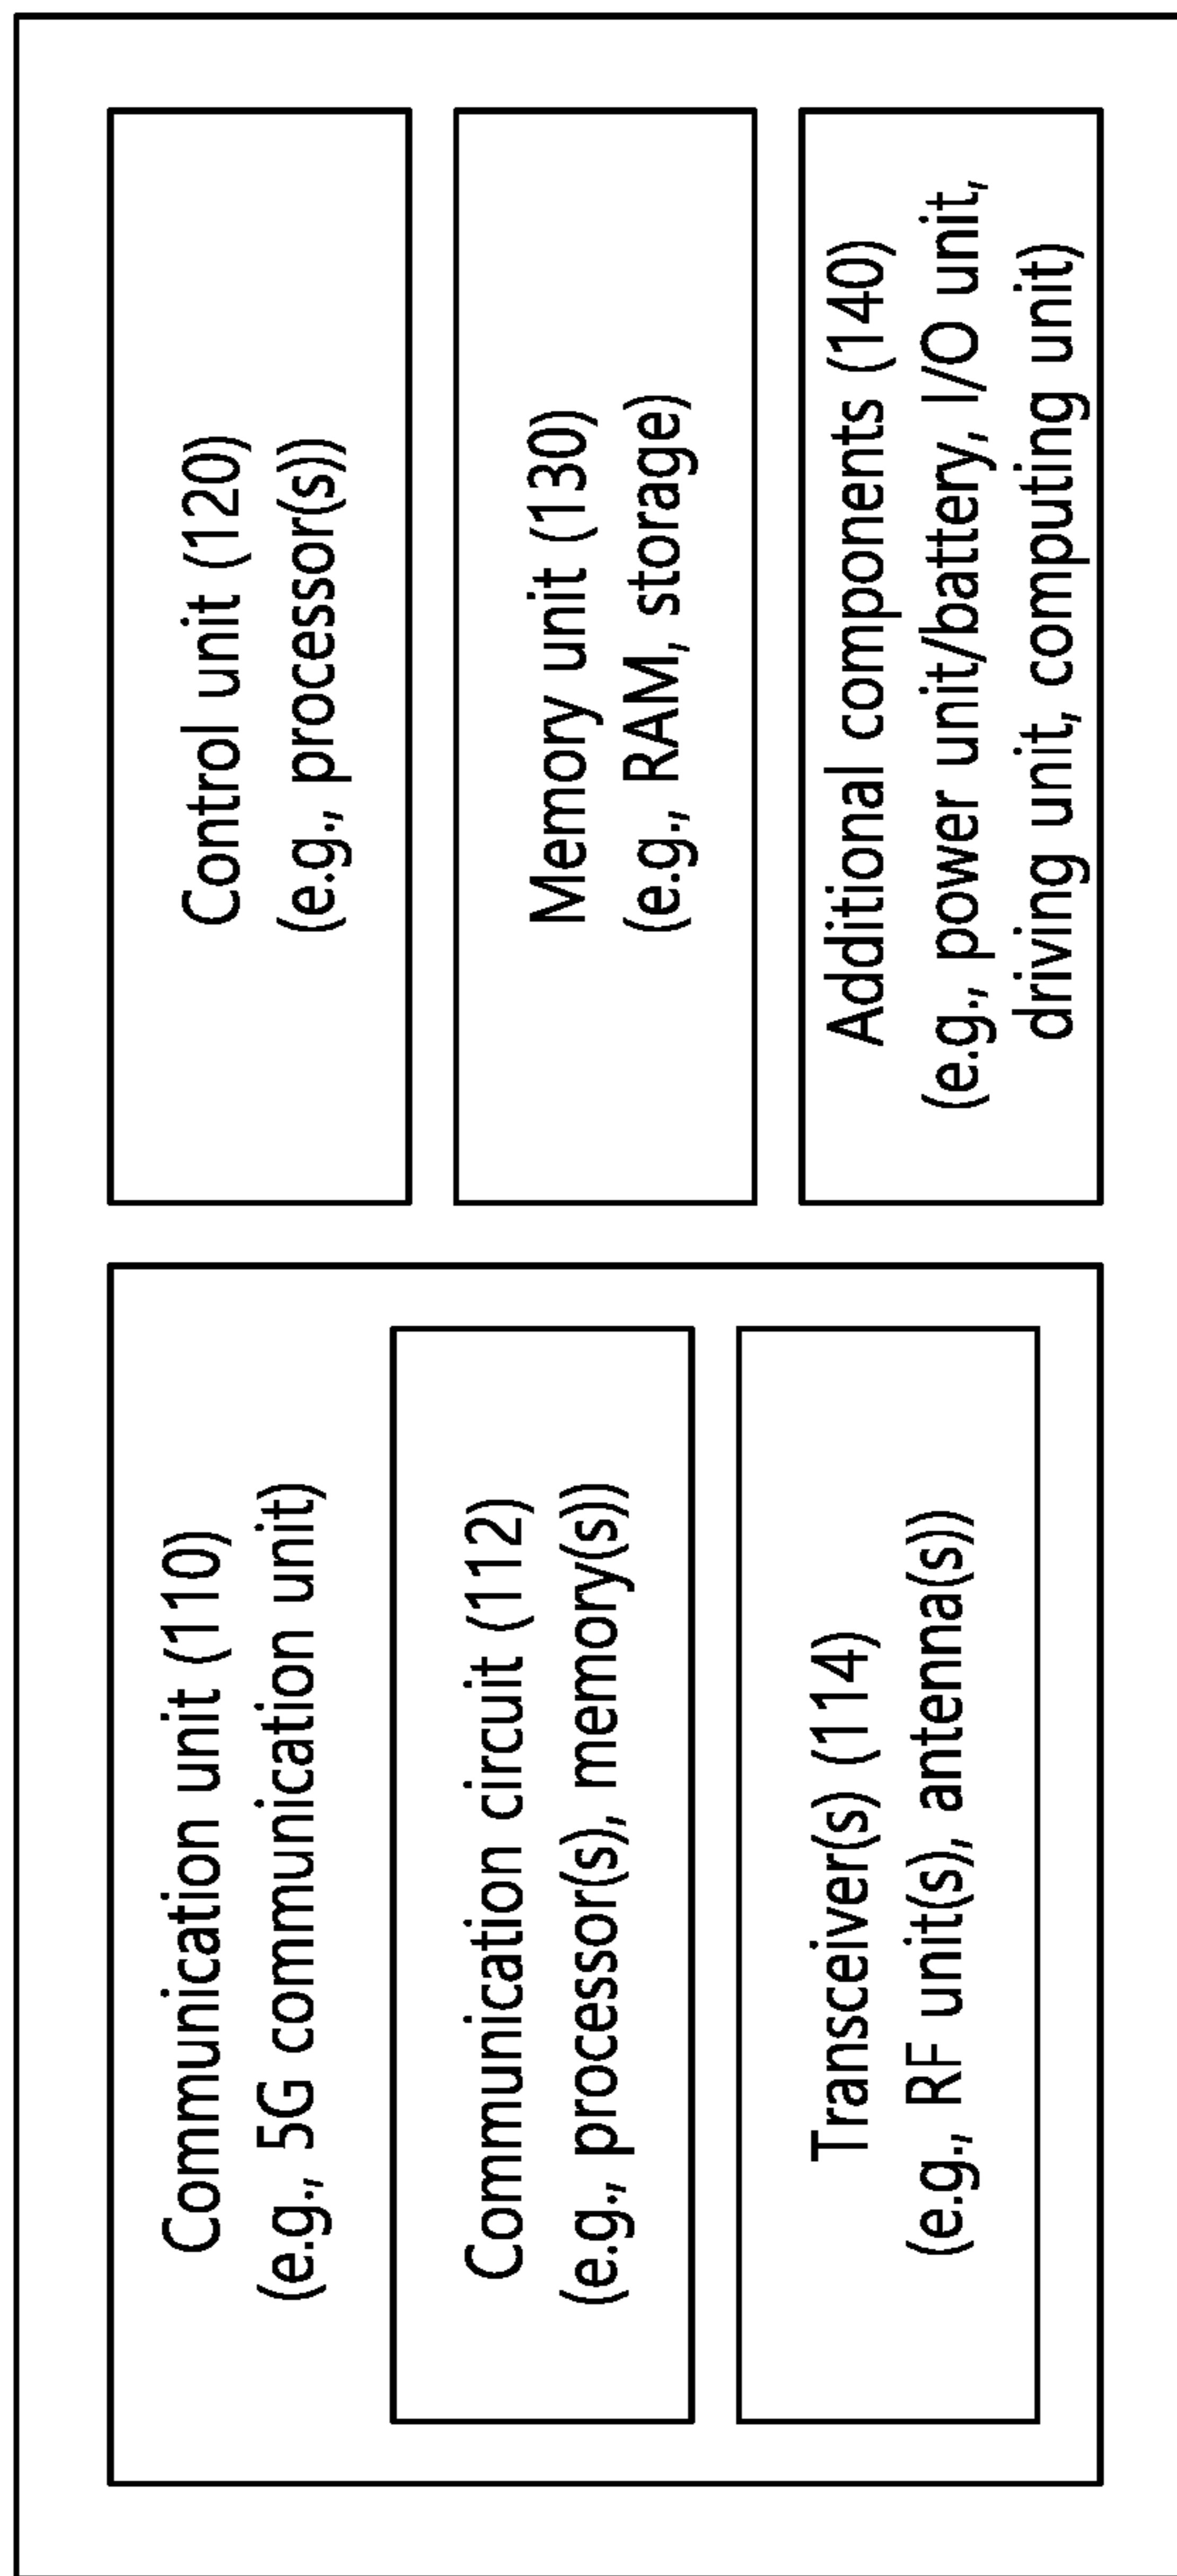 Communication unit (110)
(e.g., 5G communication unit)
Communication circuit (112)
(e.g., processor(s), memory(s))
Transceiver(s) (114)
(e.g., RF unit(s), antenna(s))
Control unit (120)
(e.g., processor(s))
Memory unit (130)
(e.g., RAM, storage)
Additional components (140)
(e.g., power unit/battery, I/O unit,
driving unit, computing unit)